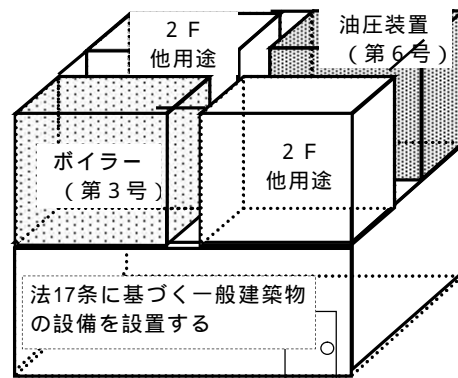 ２Ｆ
他用途
油圧装置
（第６号）
ボイラー
（第３号）
２Ｆ
他用途
法17条に基づく一般建築物
の設備を設置する